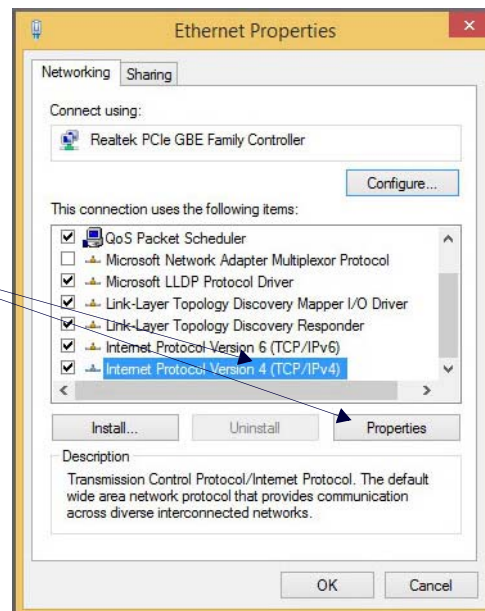 Ethernet Properties
Networking Sharing
Connect using:
Realtek PCIe GBE Family Controller
Configure...
This connection uses the following items:
QoS Packet Scheduler
Microsoft Network Adapter Multiplexor Protocol
Microsoft LLDP Protocol Driver
Link-Layer Topology Discovery Mapper I/O Driver
Link-Layer Topology Discovery Responder
Internet Protocol Version 6 (TCP/IPv6)
Internet Protocol Version 4 (TCP/IPv4)
Install... Uninstall Properties
Description
Transmission Control Protocol/Internet Protocol. The default
wide area network protocol that provides communication
across diverse interconnected networks.
OK Cancel